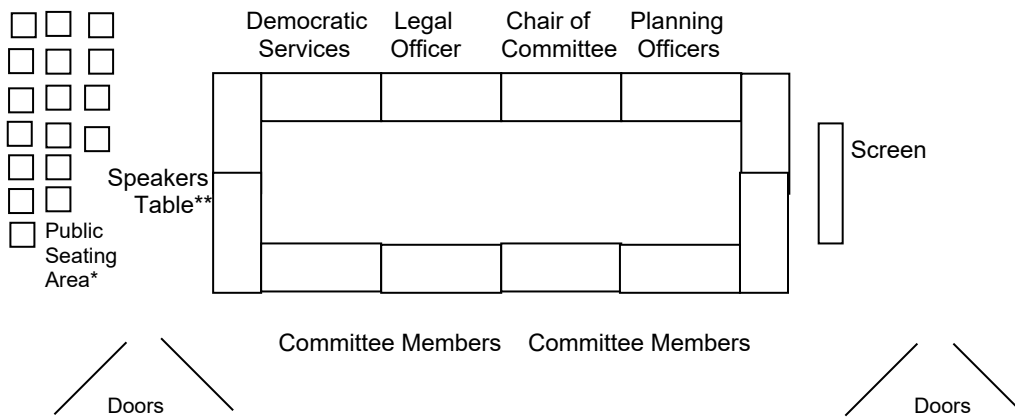 Democratic Services
Legal Officer
Chair of Committee
Planning Officers
Screen
Speakers
Table**
Public
Seating
Area*
Committee Members Committee Members
Doors Doors